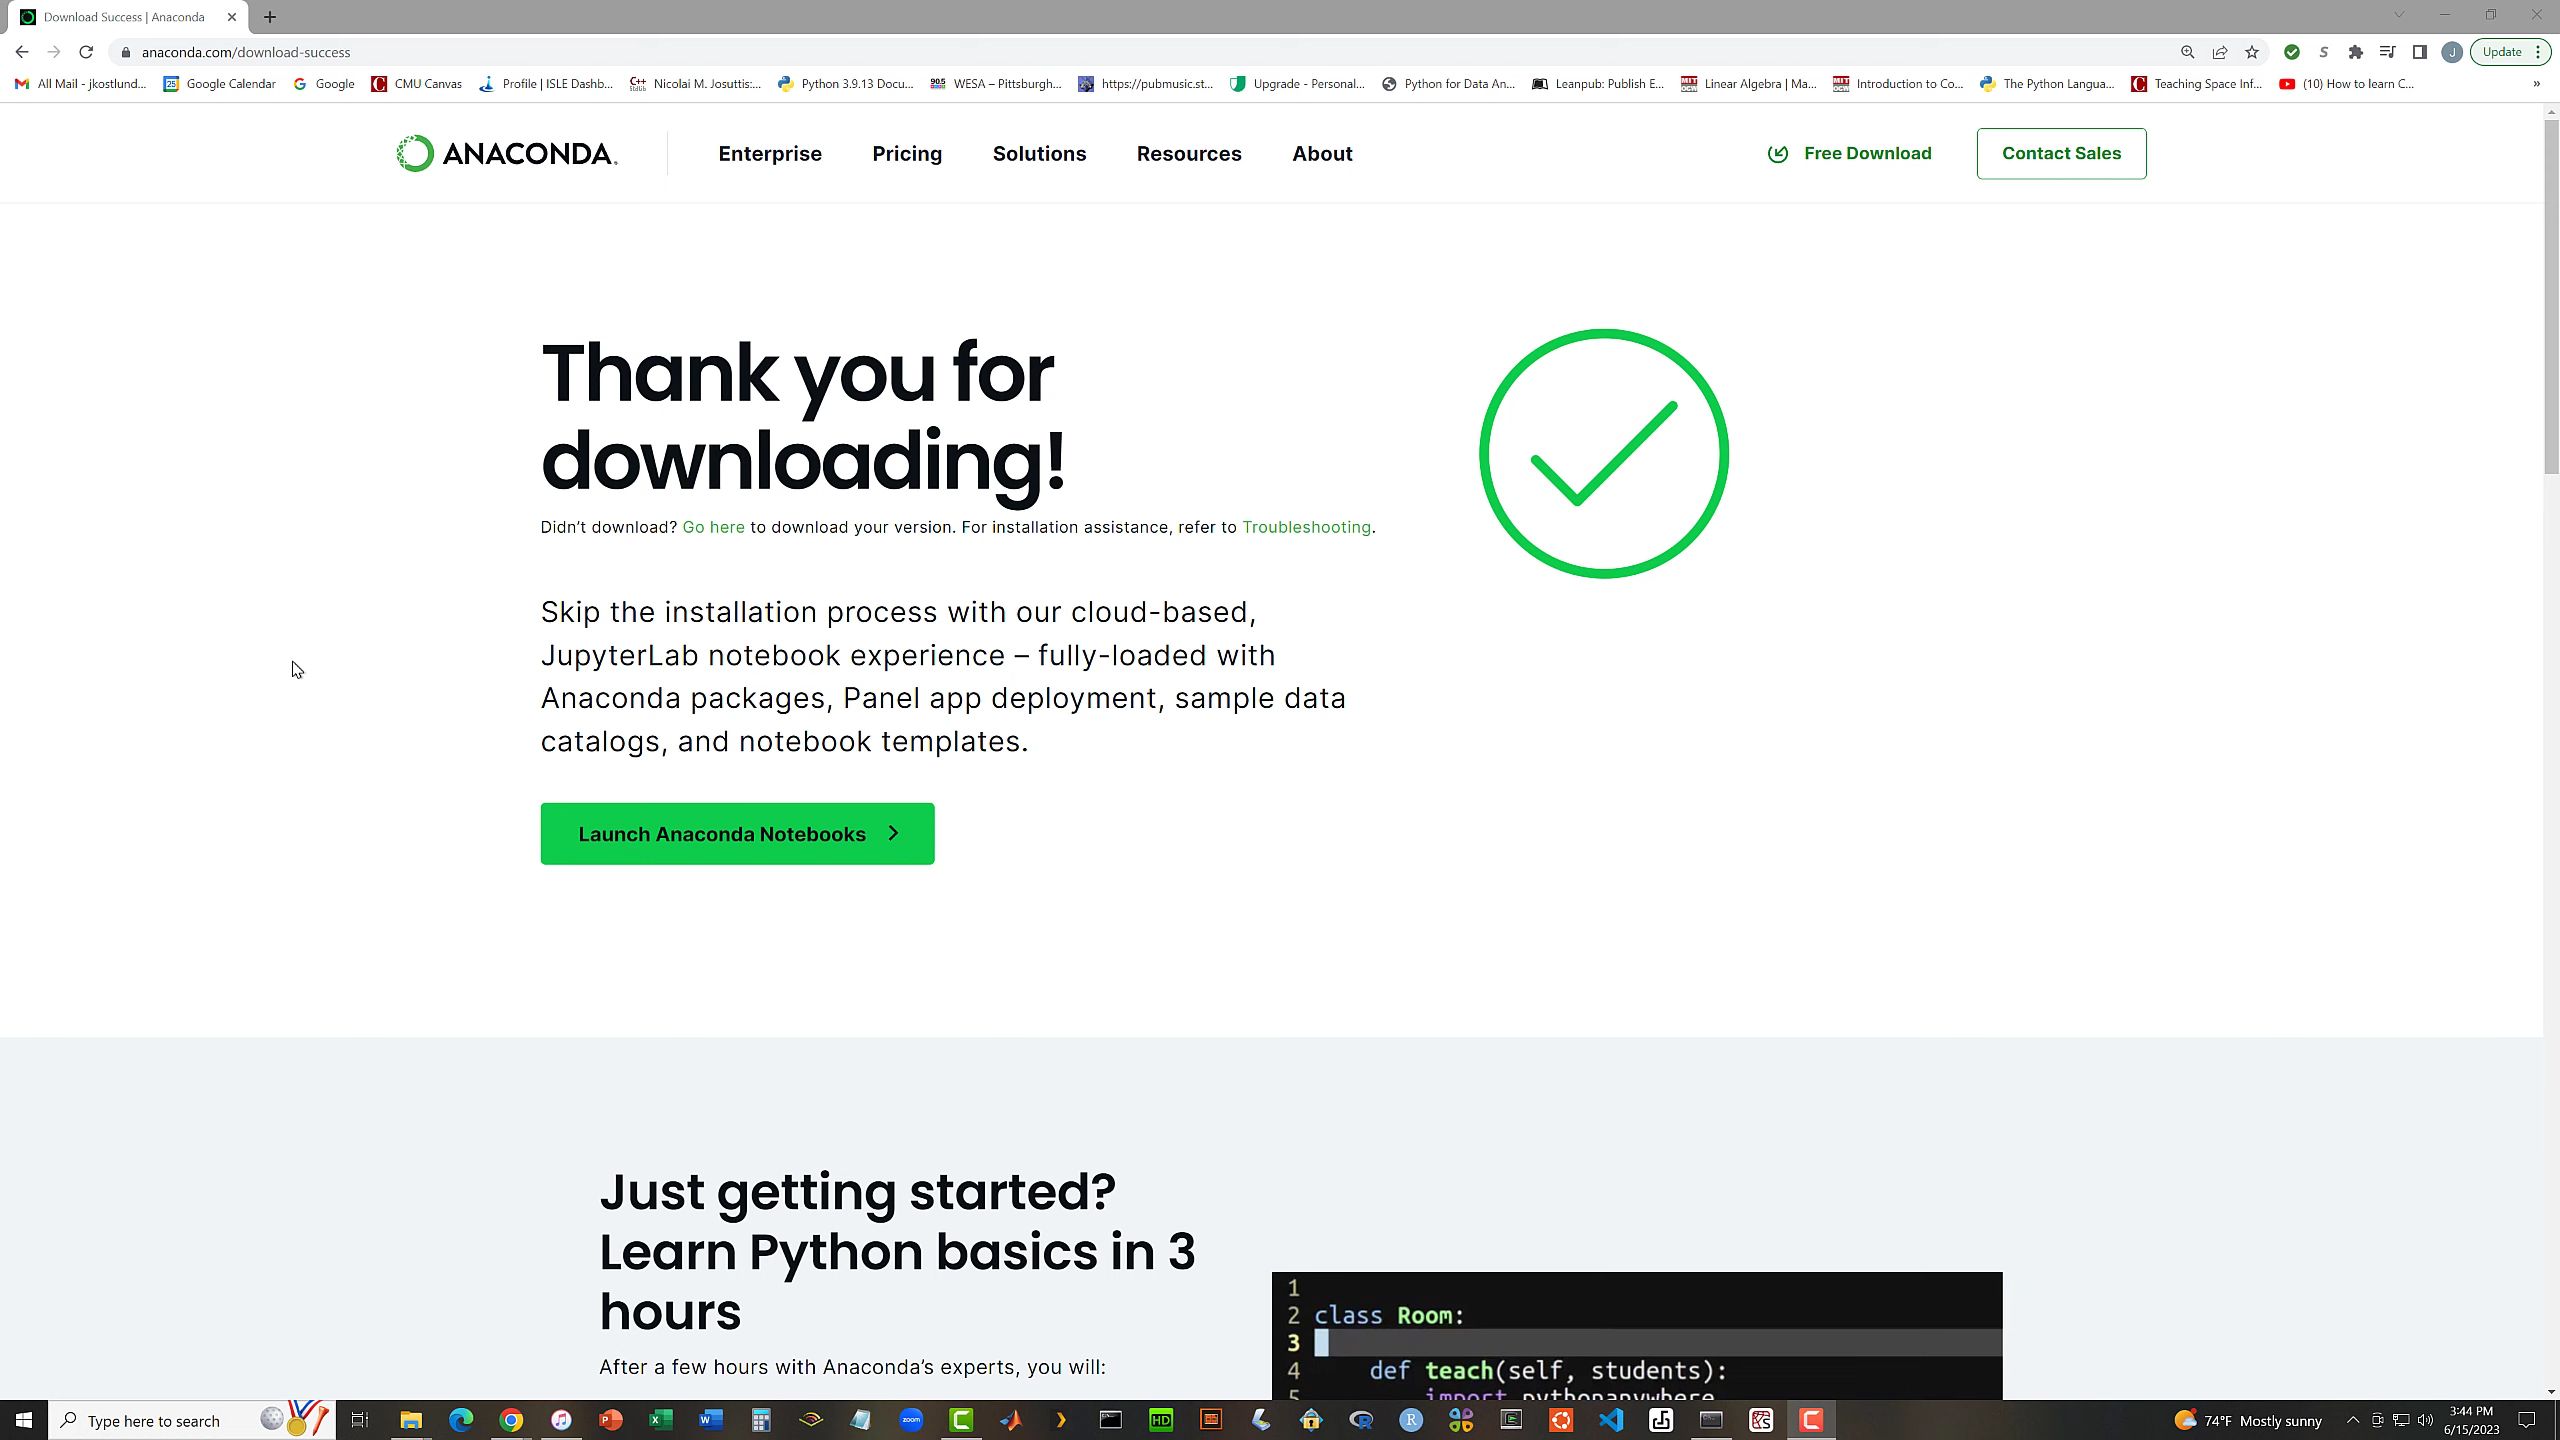 Download Success | Anaconda
anaconda.com/download-success
Update
All Mail - jkostlund...
Google Calendar
Google
CMU Canvas
Profile | ISLE Dashb...
Nicolai M. Josuttis:...
Python 3.9.13 Docu...
WESA – Pittsburgh...
https://pubmusic.st...
Upgrade - Personal...
Python for Data An...
Leanpub: Publish E...
Linear Algebra | Ma...
Introduction to Co...
The Python Langua...
Teaching Space Inf...
(10) How to learn C...
ANACONDA.
Enterprise
Pricing
Solutions
Resources
About
Free Download
Contact Sales
Thank you for
downloading!
Didn’t download? Go here to download your version. For installation assistance, refer to Troubleshooting.
Skip the installation process with our cloud-based,
JupyterLab notebook experience – fully-loaded with
Anaconda packages, Panel app deployment, sample data
catalogs, and notebook templates.
Launch Anaconda Notebooks
Just getting started?
Learn Python basics in 3
hours
After a few hours with Anaconda’s experts, you will:
1
2 class Room:
3
4 def teach(self, students):
5 import pythonanywhere
Type here to search
74°F Mostly sunny
3:44 PM
6/15/2023